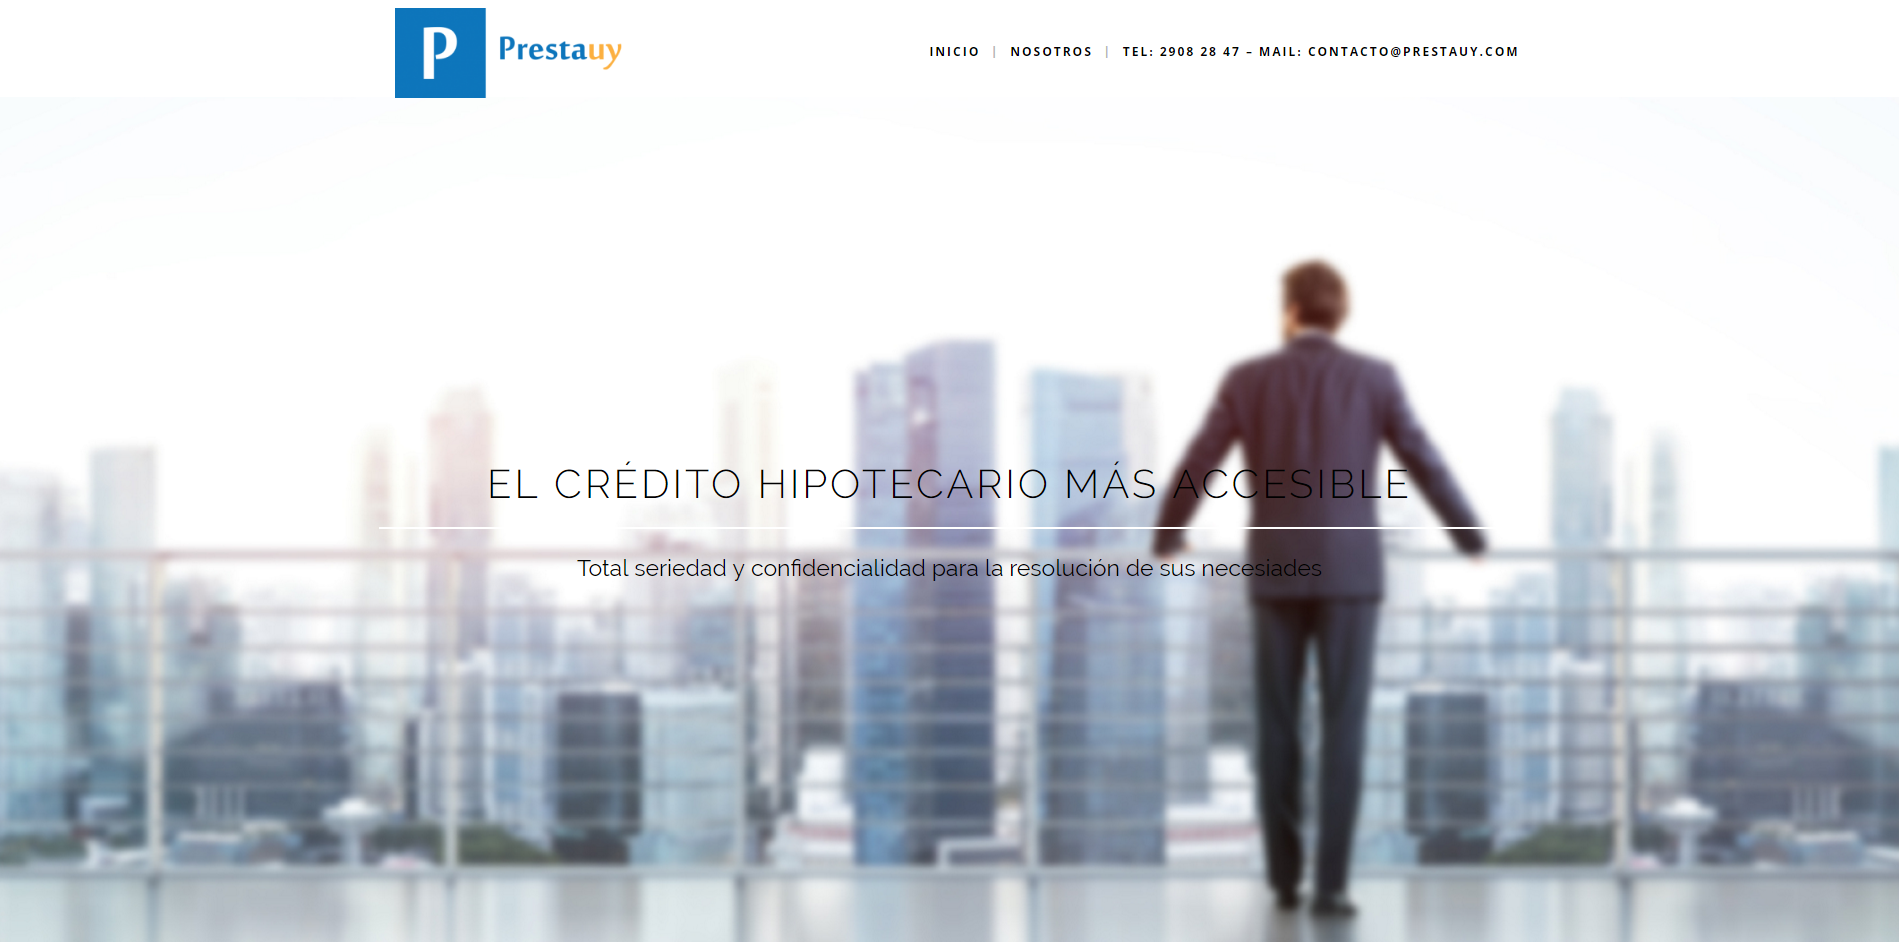 P
Prestauy
INICIO | NOSOTROS | TEL: 2908 28 47 – MAIL: CONTACTO@PRESTAUY.COM
EL CRÉDITO HIPOTECARIO MÁS ACCESIBLE
Total seriedad y confidencialidad para la resolución de sus necesiades